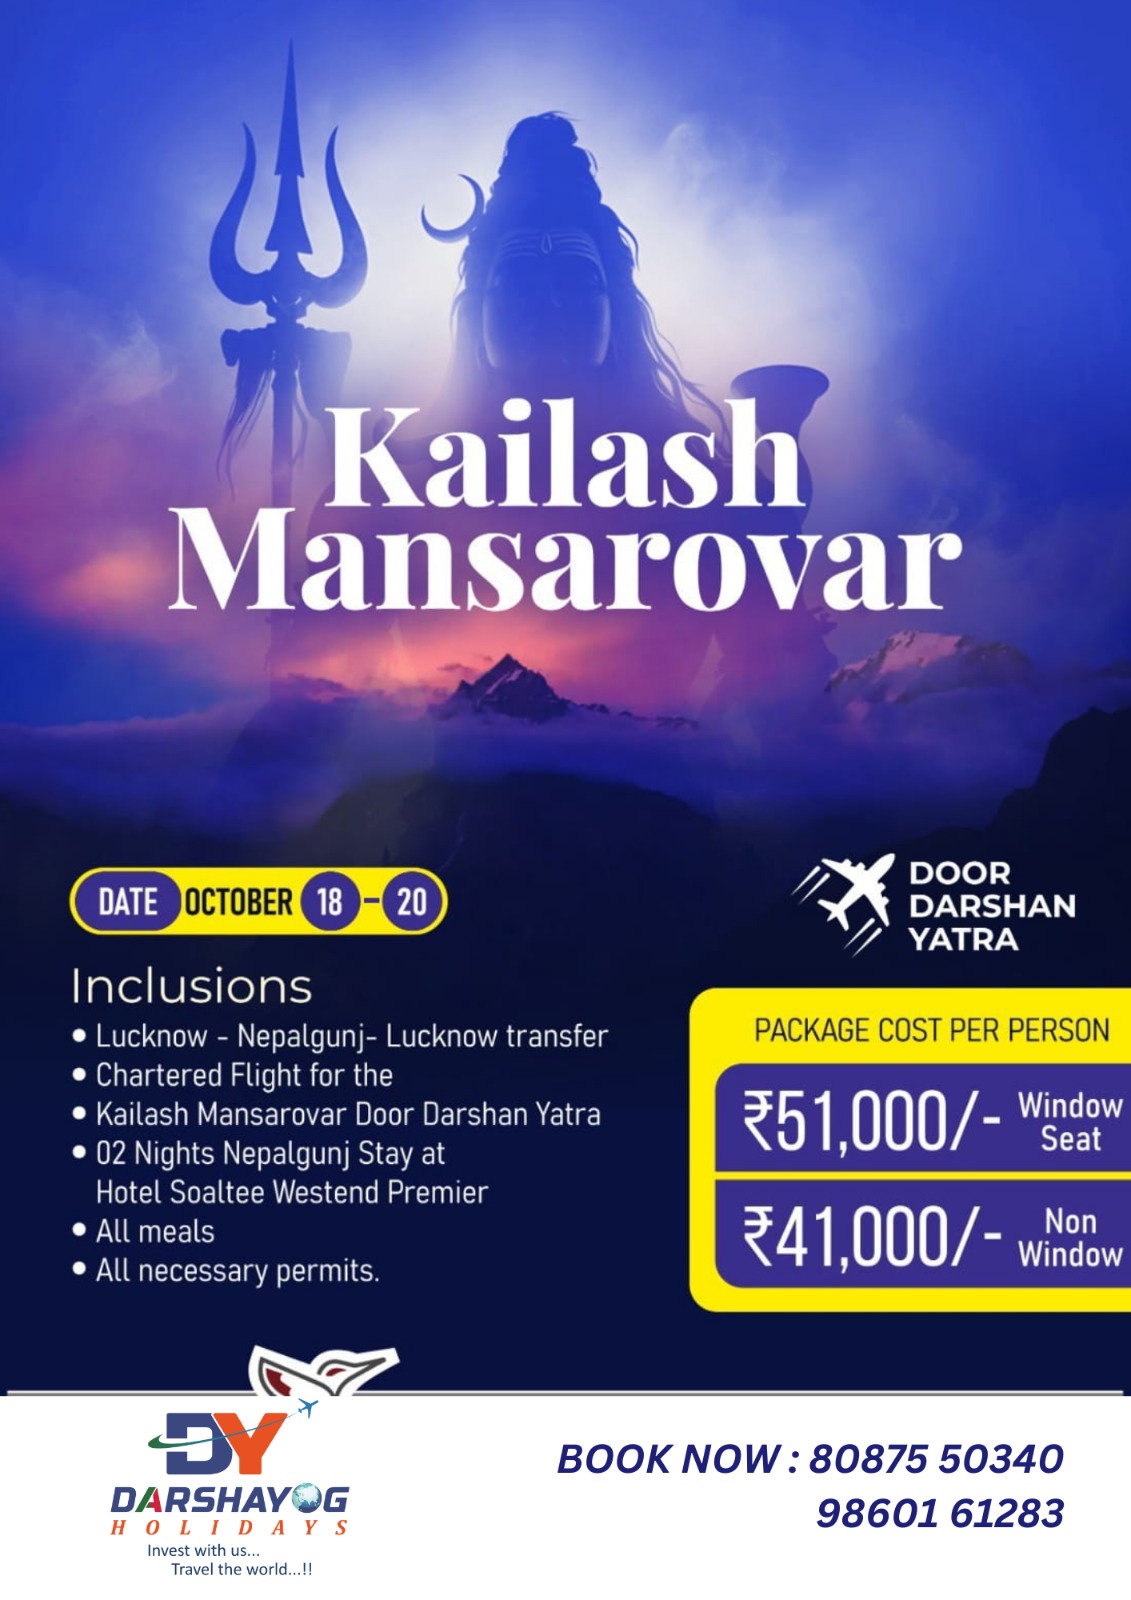 Kailash
Mansarovar
DATE OCTOBER 18 - 20
DOOR
DARSHAN
YATRA
Inclusions
• Lucknow - Nepalgunj- Lucknow transfer
• Chartered Flight for the
• Kailash Mansarovar Door Darshan Yatra
• 02 Nights Nepalgunj Stay at
Hotel Soaltee Westend Premier
• All meals
• All necessary permits.
PACKAGE COST PER PERSON
₹51,000/- Window
Seat
₹41,000/- Non
Window
DY
DARSHAYOG
HOLIDAYS
Invest with us...
Travel the world...!!
BOOK NOW : 80875 50340
98601 61283